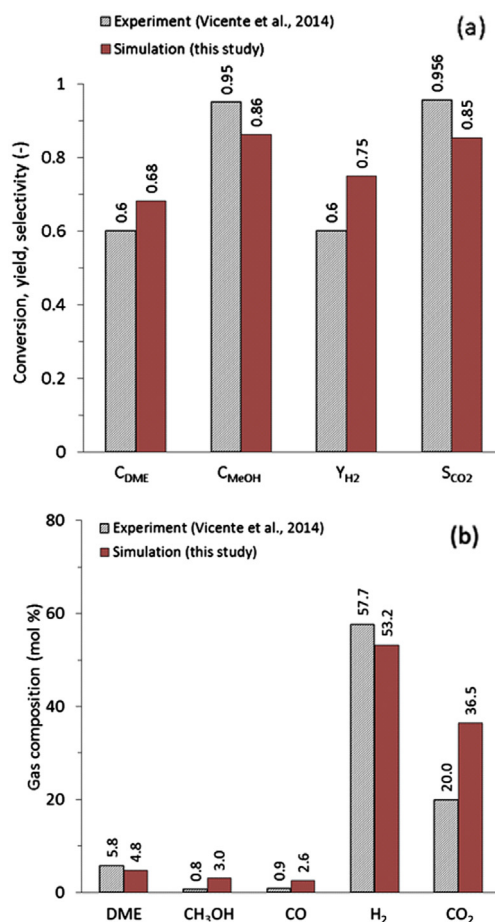 Experiment (Vicente et al., 2014)
Simulation (this study)
(a)
Conversion, yield, selectivity (-)
1
0.8
0.6
0.4
0.2
0
0.6
0.68
0.95
0.86
0.6
0.75
0.956
0.85
C_DME
C_MeOH
Y_H2
S_CO2
Experiment (Vicente et al., 2014)
Simulation (this study)
(b)
Gas composition (mol %)
80
60
40
20
0
5.8
4.8
0.8
3.0
0.9
2.6
57.7
53.2
20.0
36.5
DME
CH₃OH
CO
H₂
CO₂